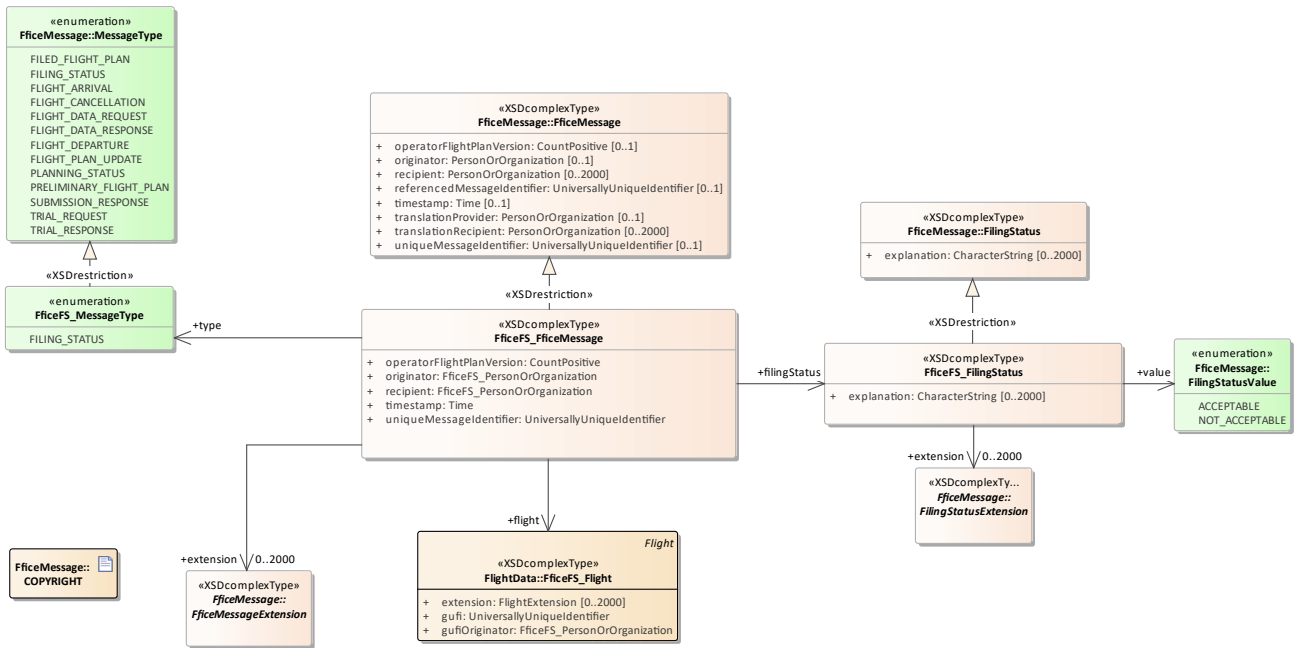 «enumeration»
FficeMessage::MessageType
FILED_FLIGHT_PLAN
FILING_STATUS
FLIGHT_ARRIVAL
FLIGHT_CANCELLATION
FLIGHT_DATA_REQUEST
FLIGHT_DATA_RESPONSE
FLIGHT_DEPARTURE
FLIGHT_PLAN_UPDATE
PLANNING_STATUS
PRELIMINARY_FLIGHT_PLAN
SUBMISSION_RESPONSE
TRIAL_REQUEST
TRIAL_RESPONSE
«XSDrestriction»
«enumeration»
FficeFS_MessageType
FILING_STATUS
+type
«XSDcomplexType»
FficeMessage::FficeMessage
+ operatorFlightPlanVersion: CountPositive [0..1]
+ originator: PersonOrOrganization [0..1]
+ recipient: PersonOrOrganization [0..2000]
+ referencedMessageIdentifier: UniversallyUniqueIdentifier [0..1]
+ timestamp: Time [0..1]
+ translationProvider: PersonOrOrganization [0..1]
+ translationRecipient: PersonOrOrganization [0..2000]
+ uniqueMessageIdentifier: UniversallyUniqueIdentifier [0..1]
«XSDrestriction»
«XSDcomplexType»
FficeFS_FficeMessage
+ operatorFlightPlanVersion: CountPositive
+ originator: FficeFS_PersonOrOrganization
+ recipient: FficeFS_PersonOrOrganization
+ timestamp: Time
+ uniqueMessageIdentifier: UniversallyUniqueIdentifier
+filingStatus
«XSDcomplexType»
FficeMessage::FilingStatus
+ explanation: CharacterString [0..2000]
«XSDrestriction»
«XSDcomplexType»
FficeFS_FilingStatus
+ explanation: CharacterString [0..2000]
+value
«enumeration»
FficeMessage::
FilingStatusValue
ACCEPTABLE
NOT_ACCEPTABLE
+extension 0..2000
«XSDcomplexTy...
FficeMessage::
FilingStatusExtension
+flight
Flight
«XSDcomplexType»
FlightData::FficeFS_Flight
+ extension: FlightExtension [0..2000]
+ gufi: UniversallyUniqueIdentifier
+ gufiOriginator: FficeFS_PersonOrOrganization
+extension 0..2000
«XSDcomplexType»
FficeMessage::
FficeMessageExtension
FficeMessage::
COPYRIGHT